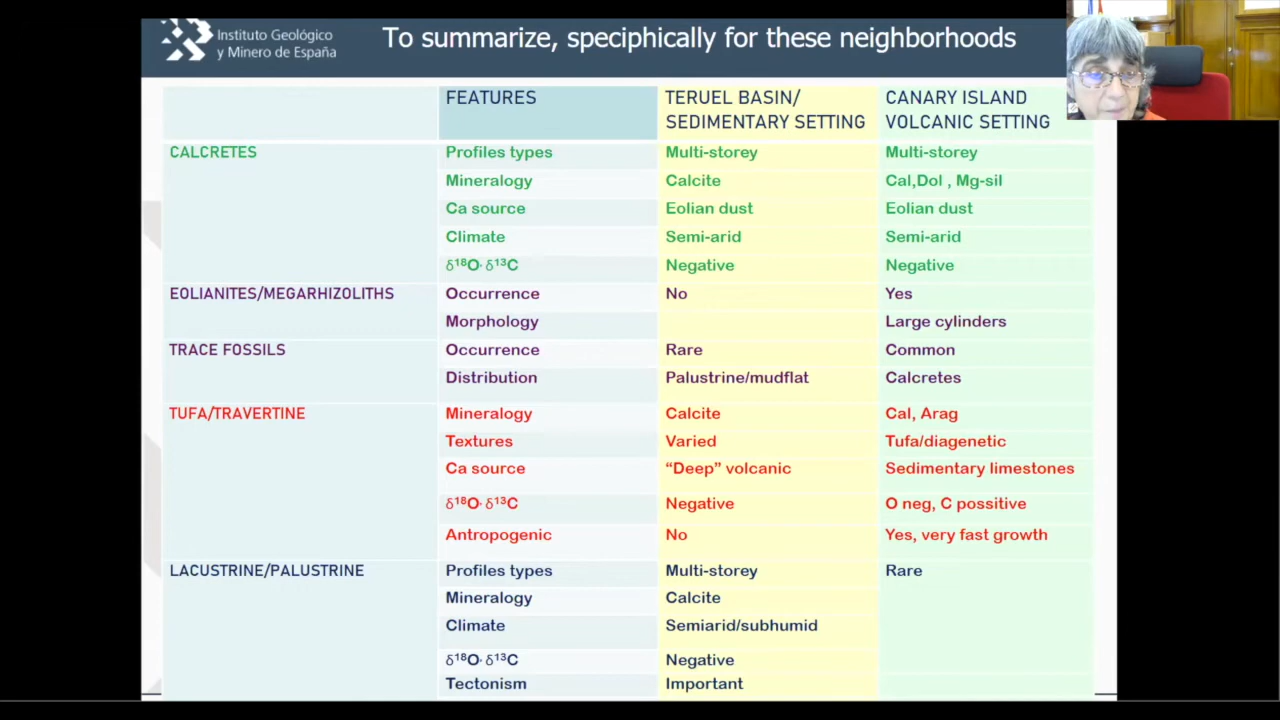 Instituto Geológico
y Minero de España
To summarize, speciphically for these neighborhoods
FEATURES
TERUEL BASIN/
SEDIMENTARY SETTING
CANARY ISLAND
VOLCANIC SETTING
CALCRETES
Profiles types
Multi-storey
Multi-storey
Mineralogy
Calcite
Cal,Dol , Mg-sil
Ca source
Eolian dust
Eolian dust
Climate
Semi-arid
Semi-arid
δ¹⁸O· δ¹³C
Negative
Negative
EOLIANITES/MEGARHIZOLITHS
Occurrence
No
Yes
Morphology
Large cylinders
TRACE FOSSILS
Occurrence
Rare
Common
Distribution
Palustrine/mudflat
Calcretes
TUFA/TRAVERTINE
Mineralogy
Calcite
Cal, Arag
Textures
Varied
Tufa/diagenetic
Ca source
“Deep” volcanic
Sedimentary limestones
δ¹⁸O· δ¹³C
Negative
O neg, C possitive
Antropogenic
No
Yes, very fast growth
LACUSTRINE/PALUSTRINE
Profiles types
Multi-storey
Rare
Mineralogy
Calcite
Climate
Semiarid/subhumid
δ¹⁸O· δ¹³C
Negative
Tectonism
Important